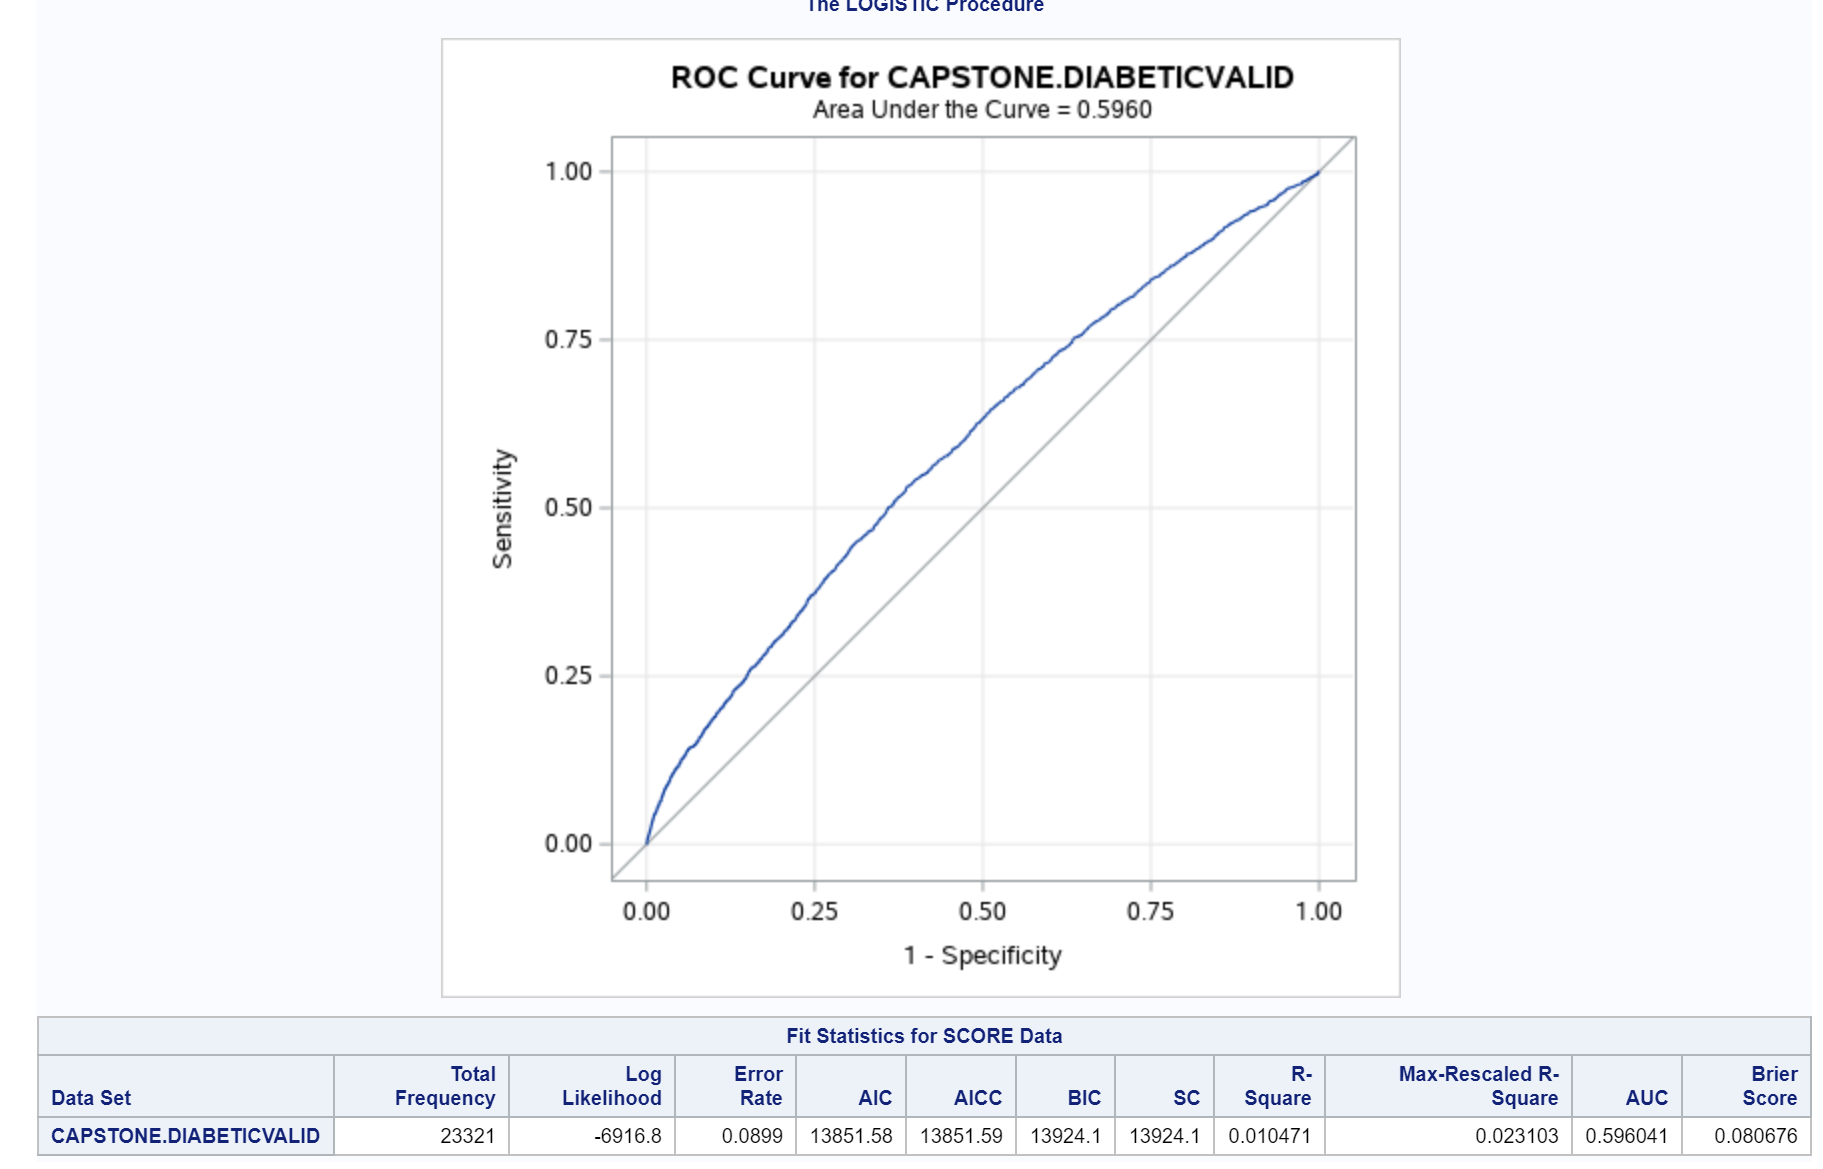 The LOGISTIC Procedure
ROC Curve for CAPSTONE.DIABETICVALID
Area Under the Curve = 0.5960
1.00
0.75
0.50
0.25
0.00
Sensitivity
0.00 0.25 0.50 0.75 1.00
1 - Specificity
Fit Statistics for SCORE Data
Data Set Total Frequency Log Likelihood Error Rate AIC AICC BIC SC R-Square Max-Rescaled R-Square AUC Brier Score
CAPSTONE.DIABETICVALID 23321 -6916.8 0.0899 13851.58 13851.59 13924.1 13924.1 0.010471 0.023103 0.596041 0.080676